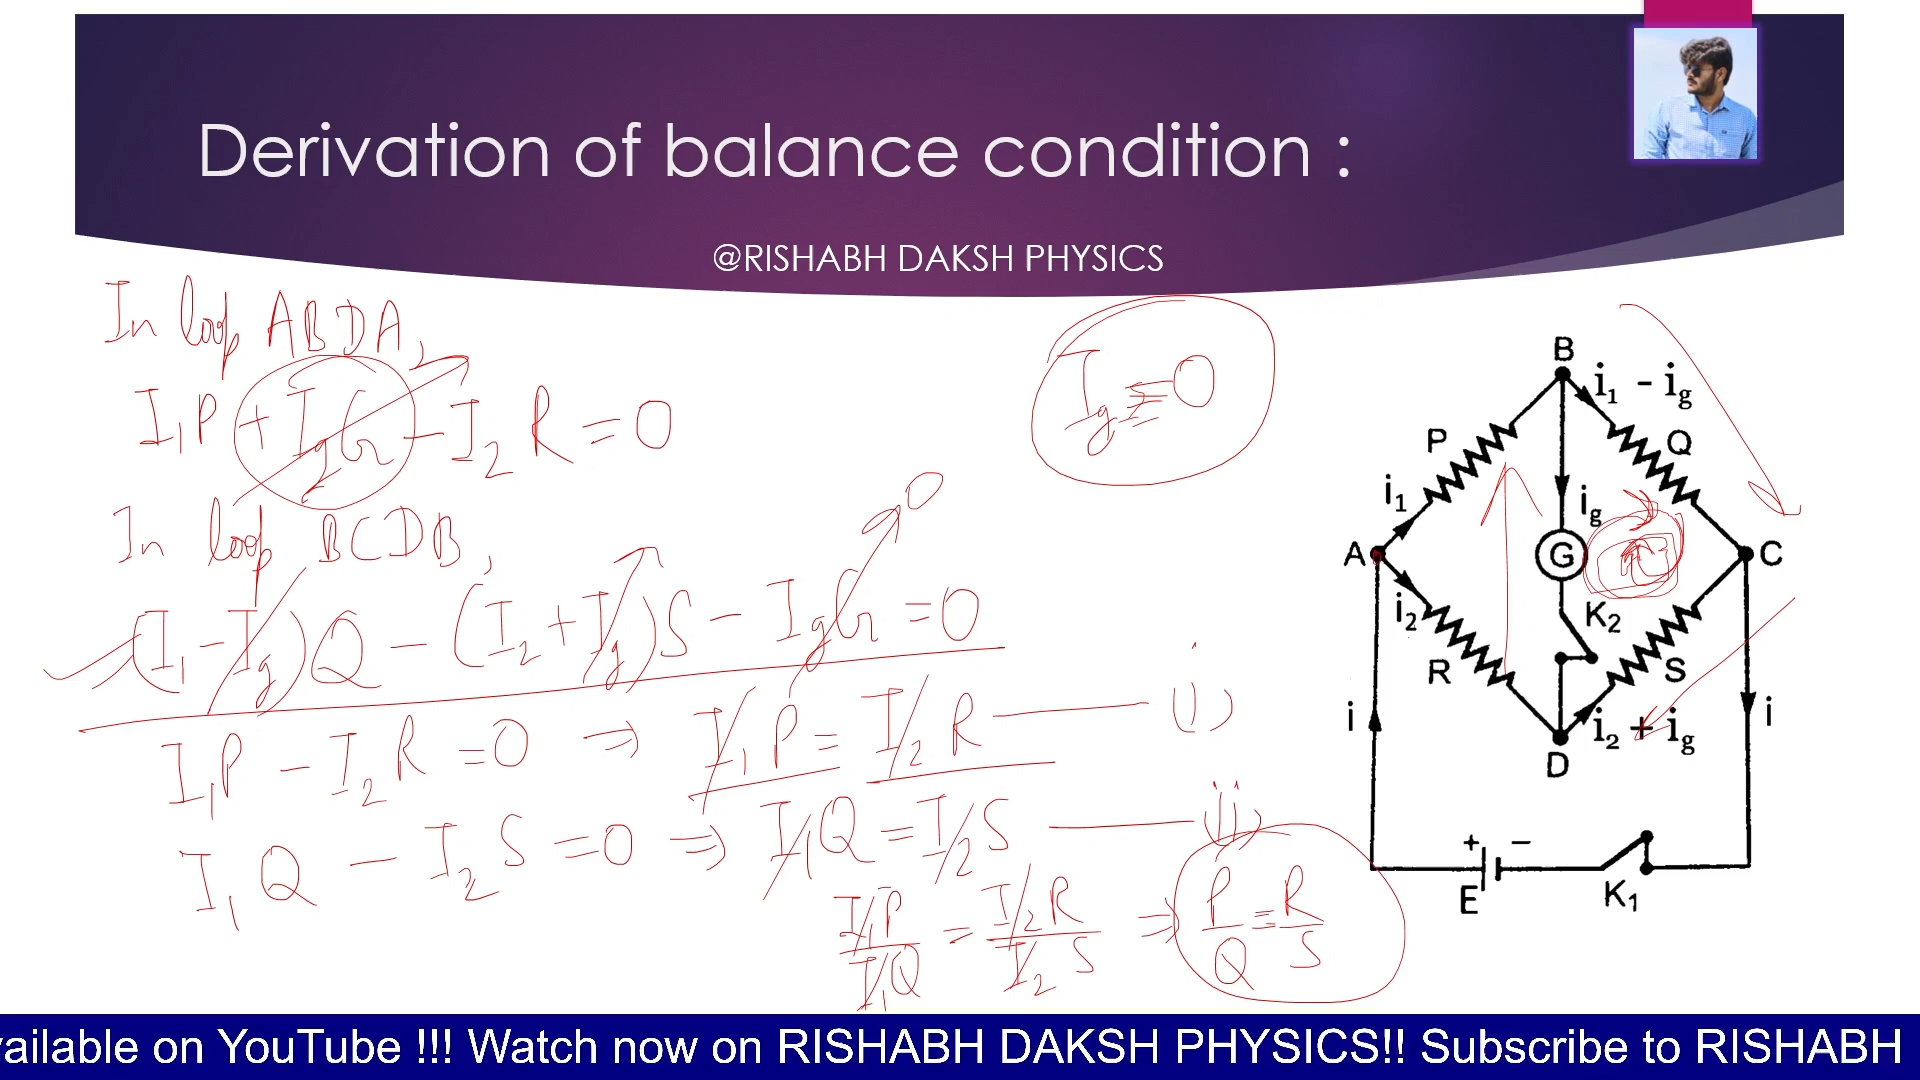 Derivation of balance condition :
@RISHABH DAKSH PHYSICS
In loop ABDA,
I₁P + IgG - I₂R = 0
Ig = 0
In loop BCDB,
0
(I₁ - Ig)Q - (I₂ + Ig)S - IgG = 0
I₁P - I₂R = 0 ⇒ I₁P = I₂R — (i)
I₁Q - I₂S = 0 ⇒ I₁Q = I₂S — (ii)
I₁P/I₁Q = I₂R/I₂S ⇒ P/Q = R/S
B
i₁ - ig
P
Q
i₁
ig
A
G
C
i₂
K₂
R
S
i
i₂ + ig
i
D
+ −
E
K₁
vailable on YouTube !!! Watch now on RISHABH DAKSH PHYSICS!! Subscribe to RISHABH